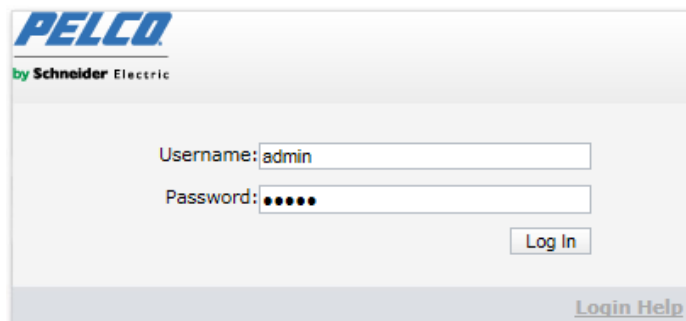 PELCO
by Schneider Electric
Username: admin
Password: •••••
Log In
Login Help